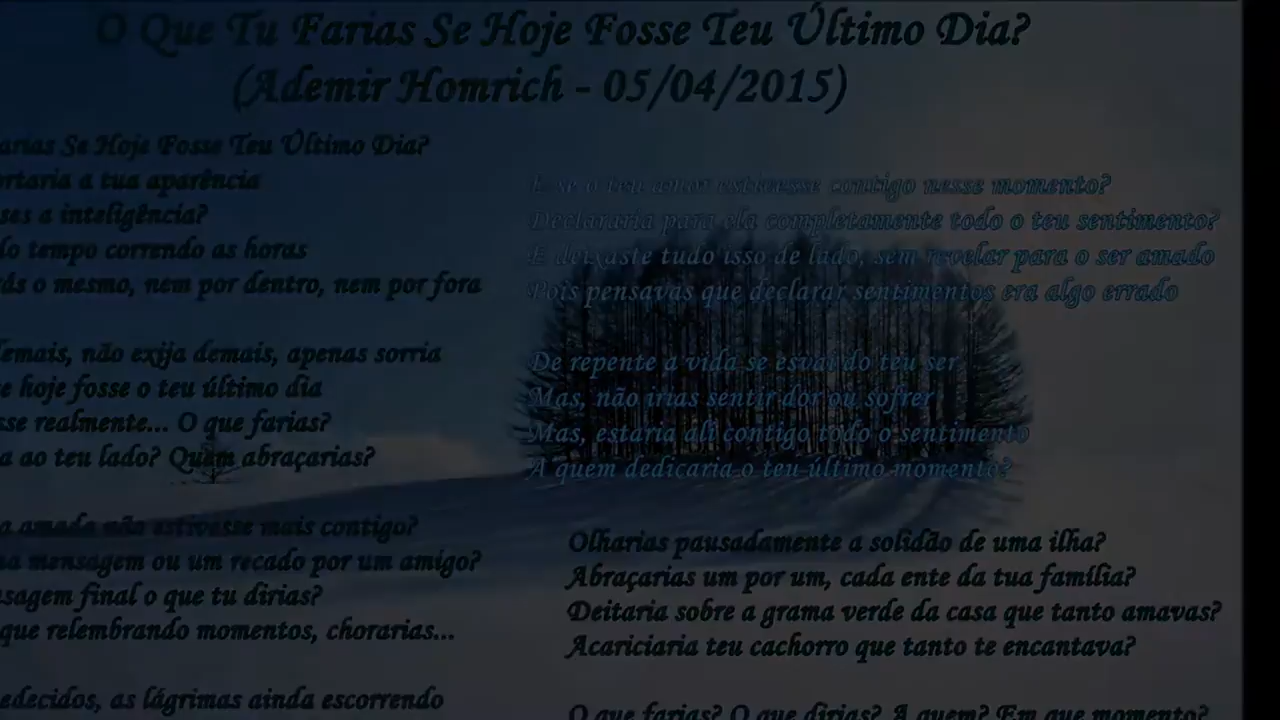 O Que Tu Farias Se Hoje Fosse Teu Último Dia?
(Ademir Homrich - 05/04/2015)
arias Se Hoje Fosse Teu Último Dia?
ortaria a tua aparência
ses a inteligência?
do tempo correndo as horas
rás o mesmo, nem por dentro, nem por fora
demais, não exija demais, apenas sorria
e hoje fosse o teu último dia
sse realmente... O que farias?
a ao teu lado? Quem abraçarias?
a amada não estivesse mais contigo?
ma mensagem ou um recado por um amigo?
nsagem final o que tu dirias?
que relembrando momentos, chorarias...
edecidos, as lágrimas ainda escorrendo
E se o teu amor estivesse contigo nesse momento?
Declararia para ela completamente todo o teu sentimento?
E deixaste tudo isso de lado, sem revelar para o ser amado
Pois pensavas que declarar sentimentos era algo errado
De repente a vida se esvai do teu ser
Mas, não irias sentir dor ou sofrer
Mas, estaria ali contigo todo o sentimento
A quem dedicaria o teu último momento?
Olharias pausadamente a solidão de uma ilha?
Abraçarias um por um, cada ente da tua família?
Deitaria sobre a grama verde da casa que tanto amavas?
Acariciaria teu cachorro que tanto te encantava?
O que farias? O que dirias? A quem? Em que momento?